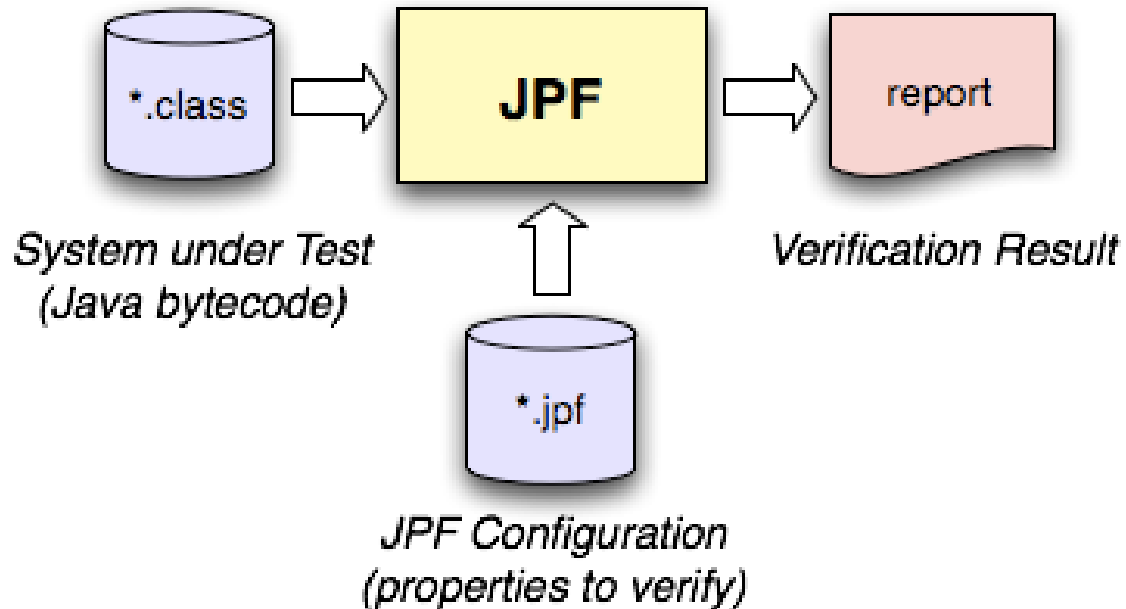 *.class
JPF
report
System under Test
(Java bytecode)
Verification Result
*.jpf
JPF Configuration
(properties to verify)